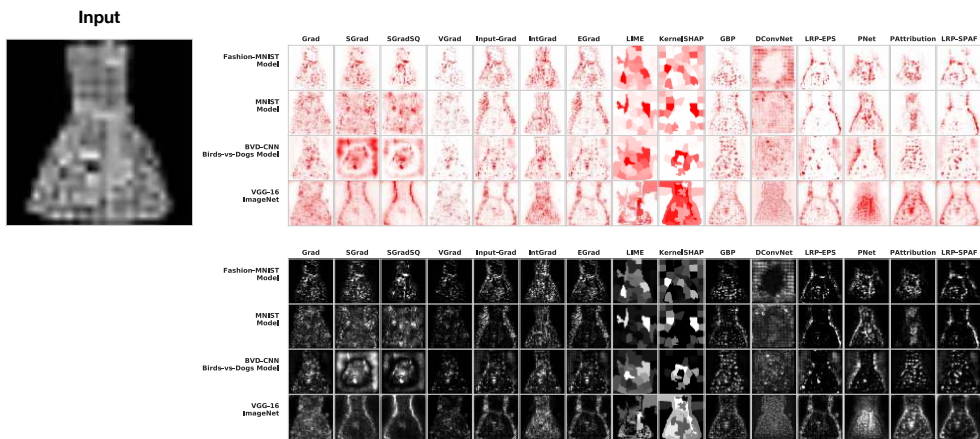 Input
Grad SGrad SGradSQ VGrad Input-Grad IntGrad EGrad LIME KernelSHAP GBP DConvNet LRP-EPS PNet PAttribution LRP-SPAF
Fashion-MNIST
Model
MNIST
Model
BVD-CNN
Birds-vs-Dogs Model
VGG-16
ImageNet
Grad SGrad SGradSQ VGrad Input-Grad IntGrad EGrad LIME KernelSHAP GBP DConvNet LRP-EPS PNet PAttribution LRP-SPAF
Fashion-MNIST
Model
MNIST
Model
BVD-CNN
Birds-vs-Dogs Model
VGG-16
ImageNet